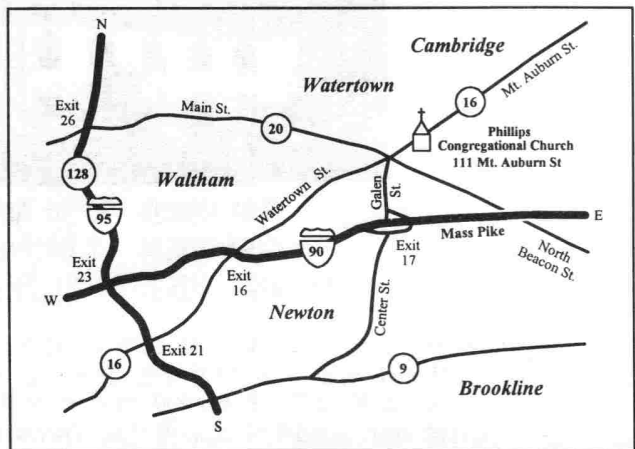 N
Cambridge
Watertown
Exit
26
Main St.
20
16
Mt. Auburn St.
Phillips
Congregational Church
111 Mt. Auburn St
128
Waltham
Watertown St.
Galen
St.
95
90
Mass Pike
E
Exit
23
Exit
16
Exit
17
North
Beacon St.
W
Newton
Center St.
16
Exit 21
9
Brookline
S